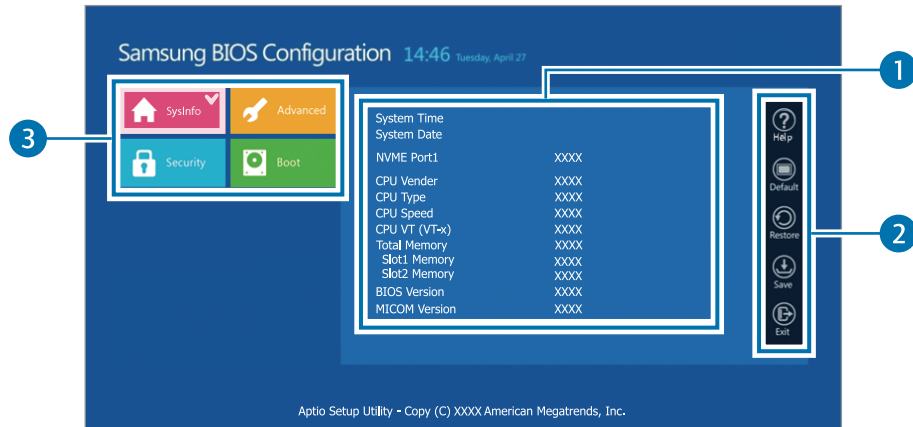 Samsung BIOS Configuration 14:46 Tuesday, April 27
1
SysInfo Advanced
Security Boot
3
System Time
System Date
NVME Port1 XXXX
CPU Vender XXXX
CPU Type XXXX
CPU Speed XXXX
CPU VT (VT-x) XXXX
Total Memory XXXX
Slot1 Memory XXXX
Slot2 Memory XXXX
BIOS Version XXXX
MICOM Version XXXX
Help
Default
Restore
Save
Exit
2
Aptio Setup Utility - Copy (C) XXXX American Megatrends, Inc.